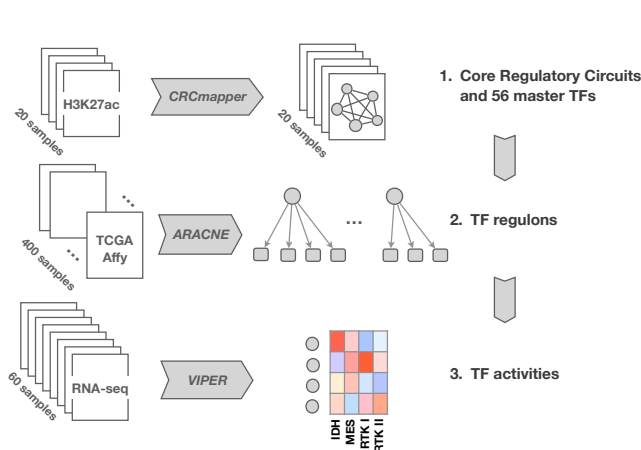 H3K27ac
20 samples
CRCmapper
20 samples
1. Core Regulatory Circuits
and 56 master TFs
TCGA
Affy
...
...
400 samples
ARACNE
...
2. TF regulons
RNA-seq
60 samples
VIPER
IDH
MES
RTK I
RTK II
3. TF activities